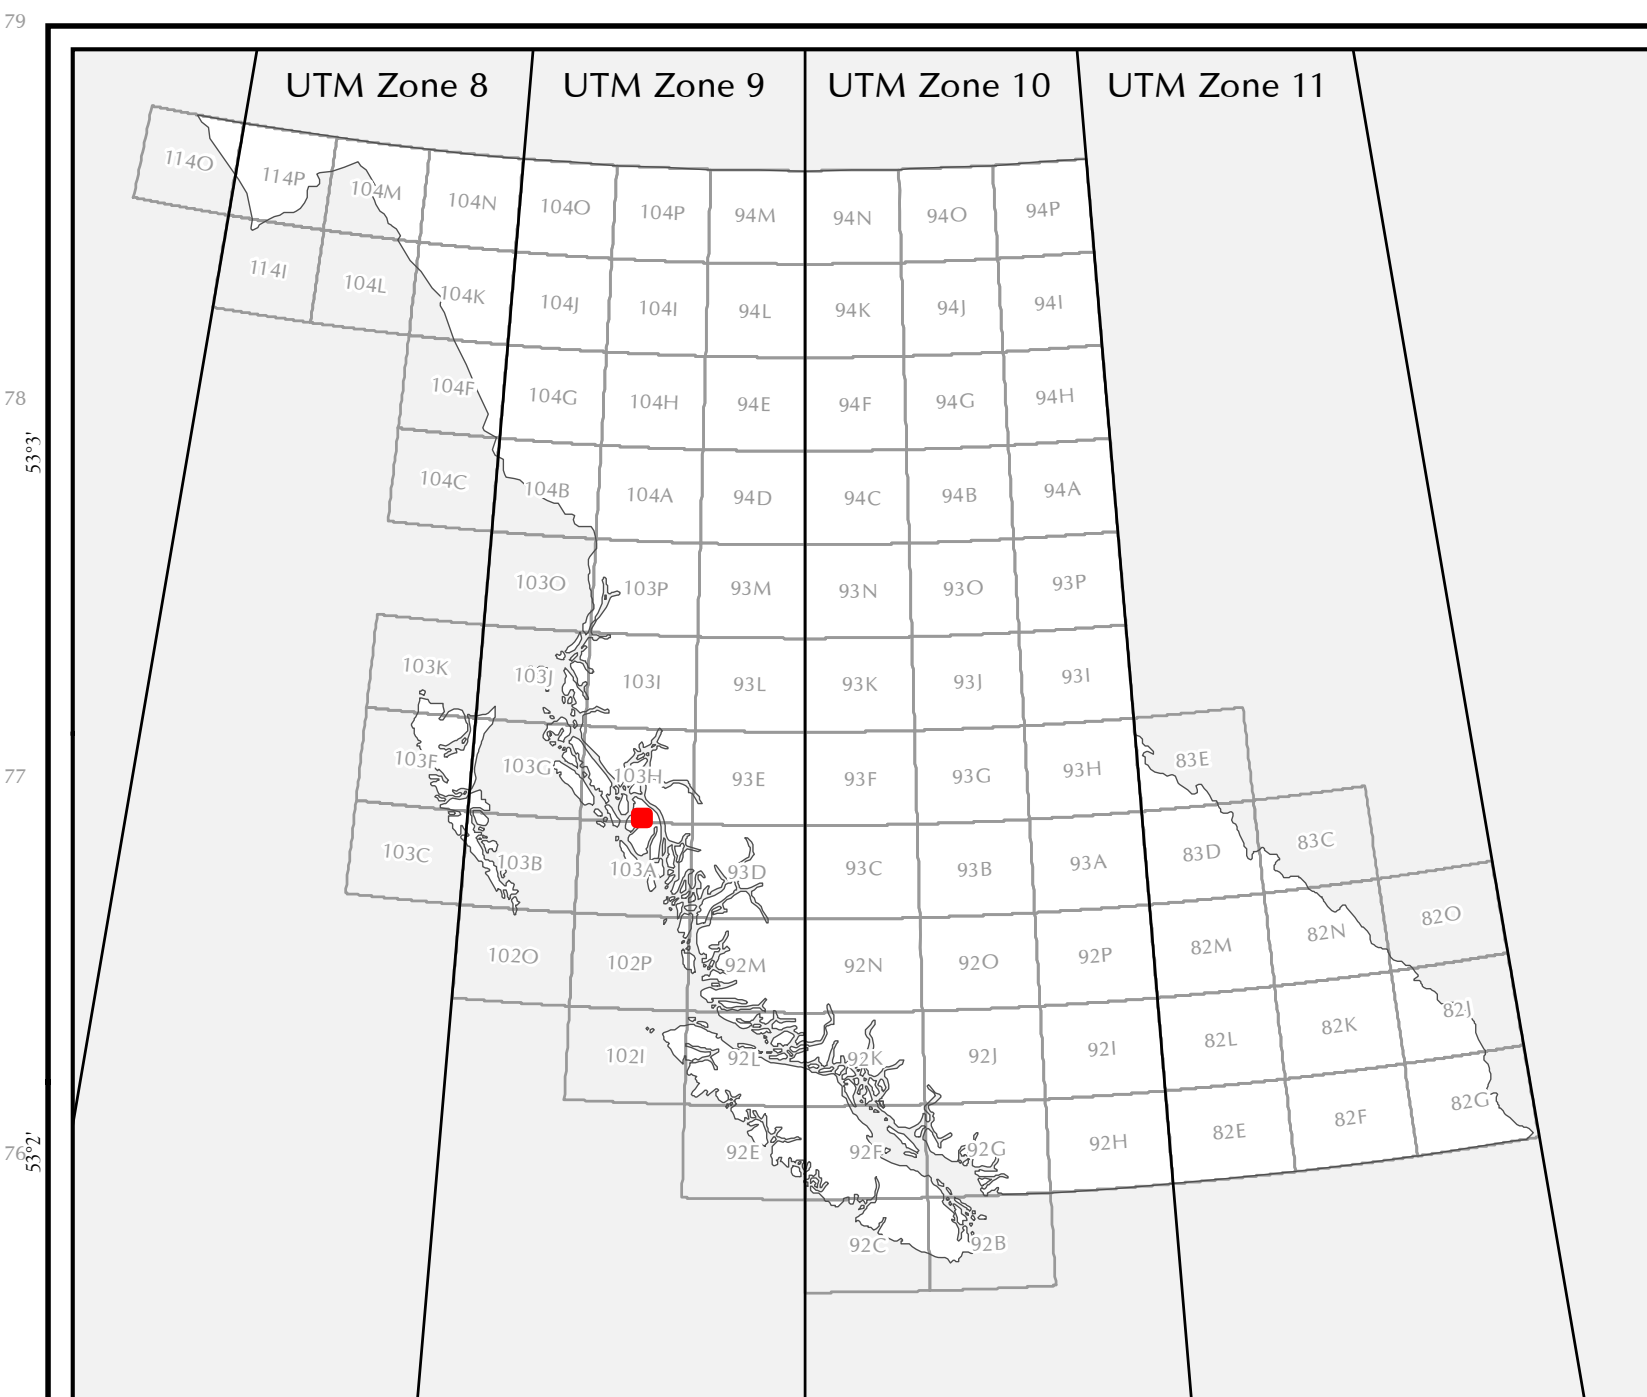 79
UTM Zone 8 UTM Zone 9 UTM Zone 10 UTM Zone 11
114O 114P 104M 104N 104O 104P 94M 94N 94O 94P
114I 104L 104K 104J 104I 94L 94K 94J 94I
78 104F 104G 104H 94E 94F 94G 94H
53°3'
104C 104B 104A 94D 94C 94B 94A
103O 103P 93M 93N 93O 93P
103K 103J 103I 93L 93K 93J 93I
77 103F 103G 103H 93E 93F 93G 93H 83E
103C 103B 103A 93D 93C 93B 93A 83D 83C
102O 102P 92M 92N 92O 92P 82M 82N 82O
102I 92L 92K 92J 92I 82L 82K 82J
76 53°2' 92E 92F 92G 92H 82E 82F 82G
92C 92B